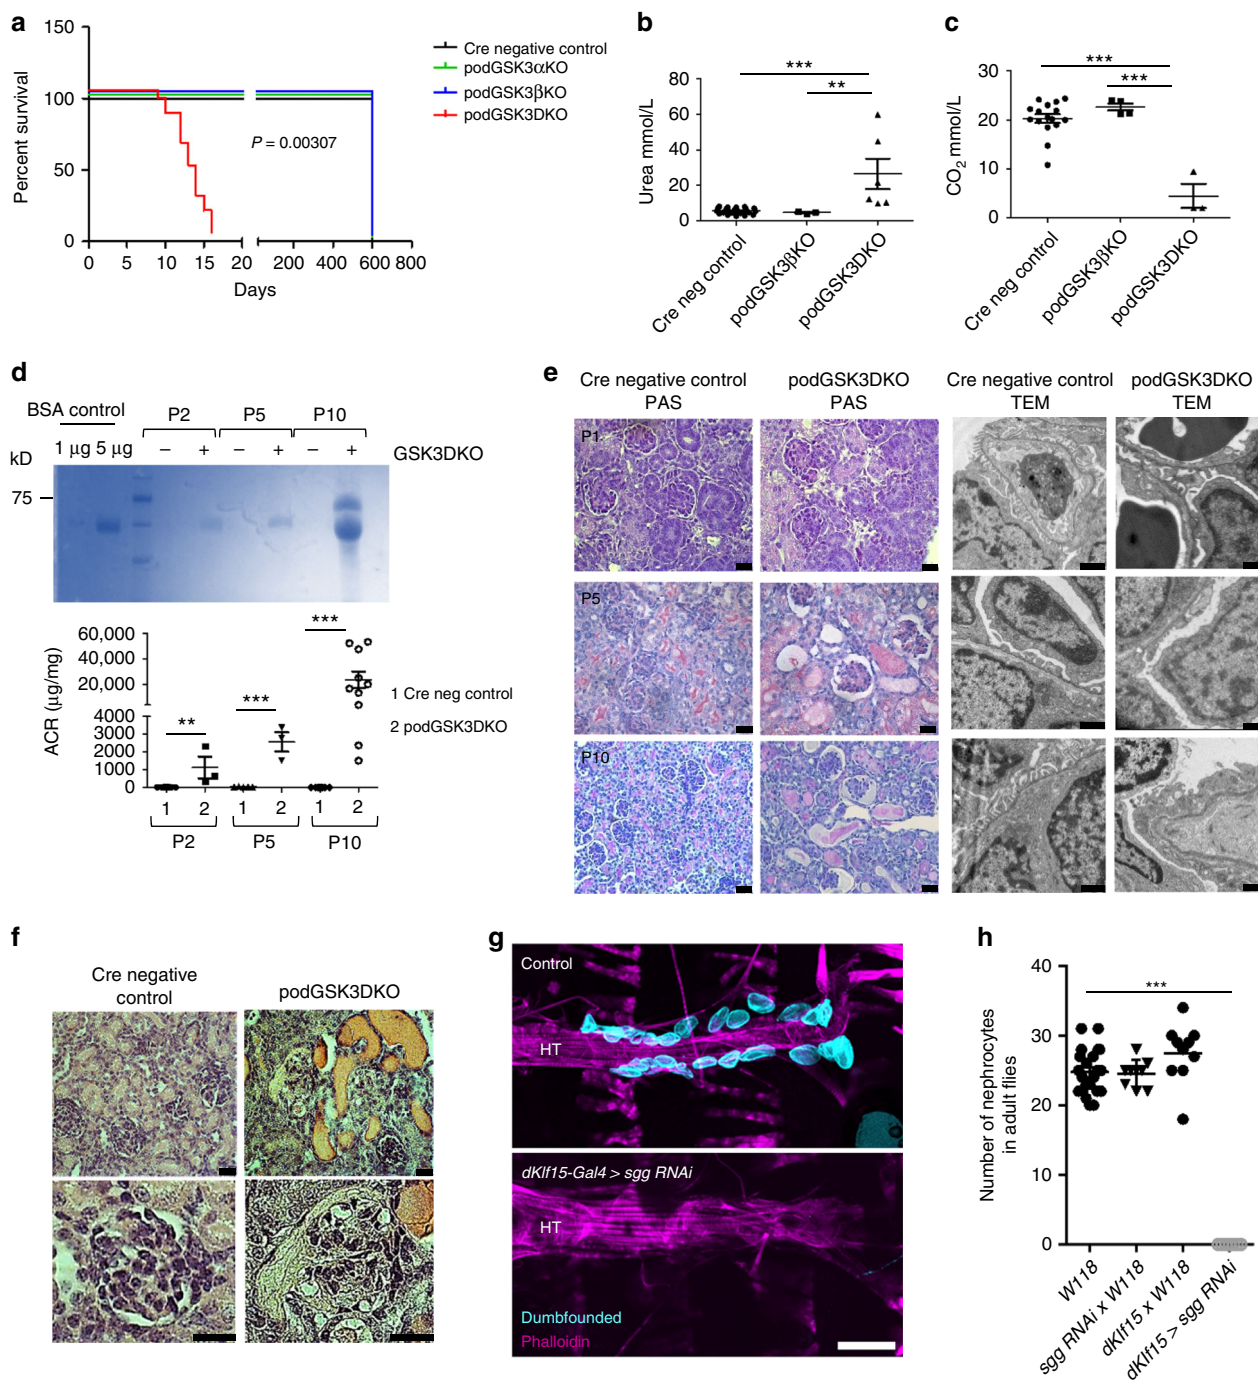 a
150
100
50
0
Percent survival
0 5 10 15 20 200 400 600 800
Days
P = 0.00307
Cre negative control
podGSK3αKO
podGSK3βKO
podGSK3DKO
b
80
60
40
20
0
Urea mmol/L
***
**
Cre neg control
podGSK3βKO
podGSK3DKO
c
30
20
10
0
CO2 mmol/L
***
***
Cre neg control
podGSK3βKO
podGSK3DKO
d
BSA control P2 P5 P10
1 µg 5 µg – + – + – + GSK3DKO
kD
75
60,000
40,000
20,000
4000
3000
2000
1000
0
ACR (µg/mg)
**
***
***
1 2 1 2 1 2
P2 P5 P10
1 Cre neg control
2 podGSK3DKO
e
Cre negative control
PAS
podGSK3DKO
PAS
Cre negative control
TEM
podGSK3DKO
TEM
P1
P5
P10
f
Cre negative
control
podGSK3DKO
g
Control
HT
dKlf15-Gal4 > sgg RNAi
HT
Dumbfounded
Phalloidin
h
40
30
20
10
0
Number of nephrocytes
in adult flies
***
W118
sgg RNAi x W118
dKlf15 x W118
dKlf15 > sgg RNAi